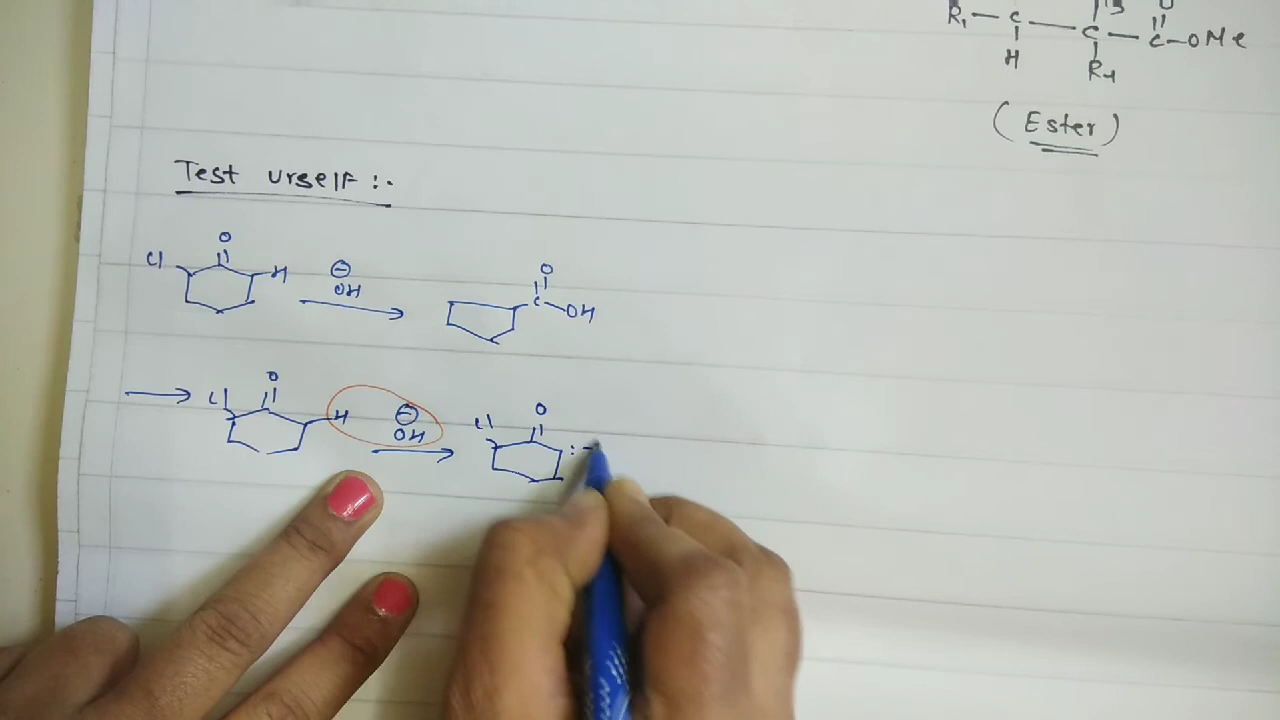 O
R₁ — C — C — C — OMe
H
R₄
(Ester)
Test urself :-
O
Cl H ⊖ O
OH C OH
O
Cl H ⊖ O
OH Cl : -